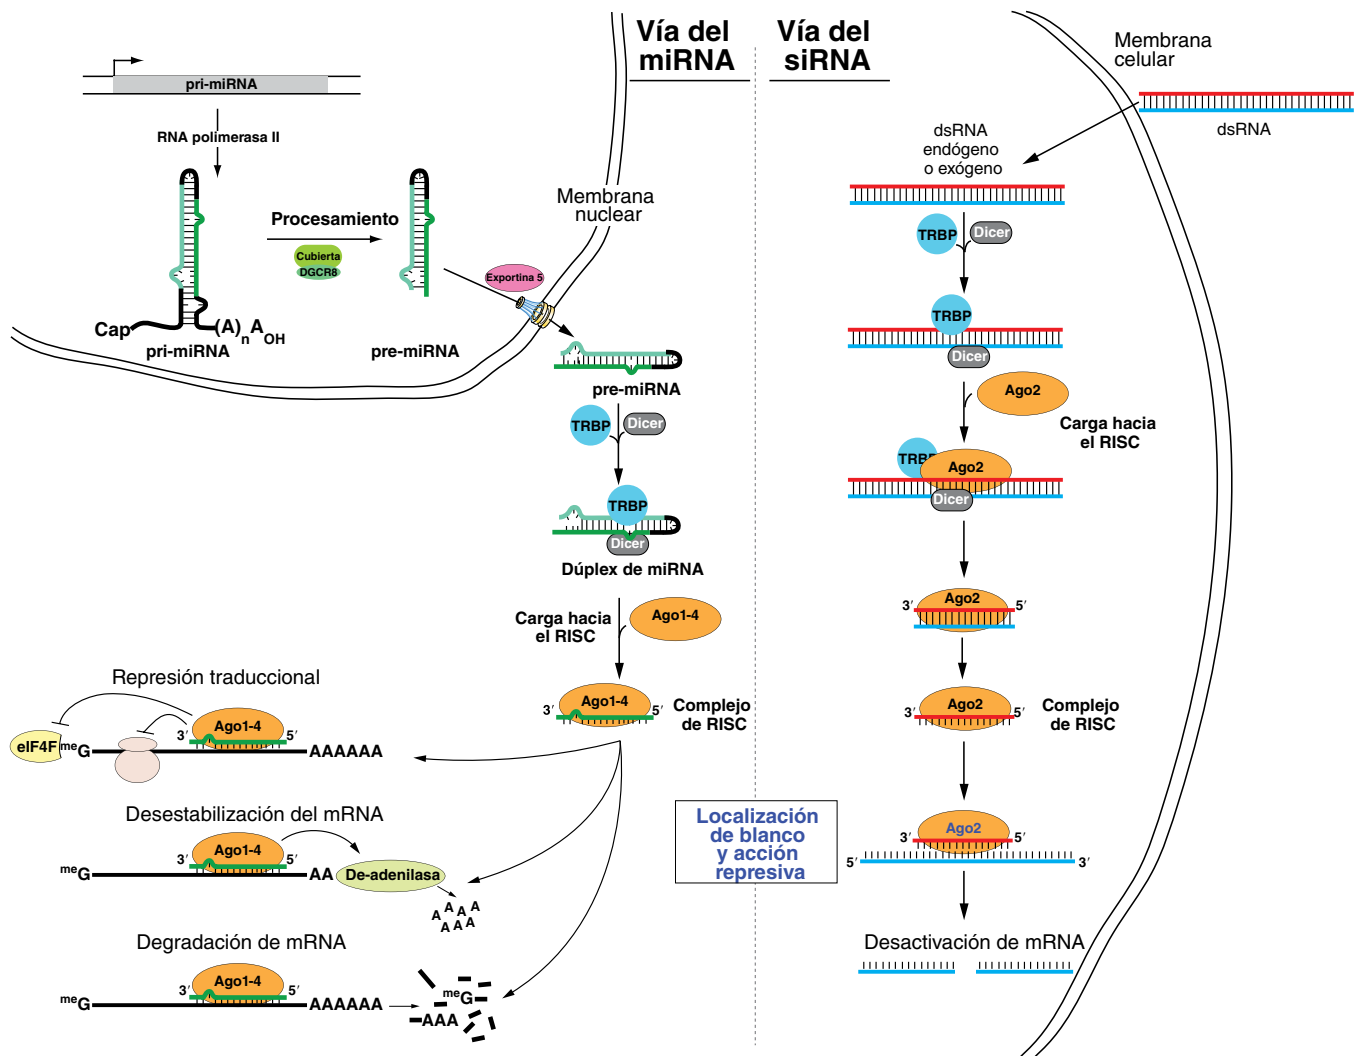 Vía del
miRNA
Vía del
siRNA
pri-miRNA
RNA polimerasa II
Procesamiento
Cubierta
DGCR8
Cap
(A)n AOH
pri-miRNA
pre-miRNA
Membrana
nuclear
Exportina 5
pre-miRNA
TRBP
Dicer
TRBP
Dicer
Dúplex de miRNA
Carga hacia
el RISC
Ago1-4
3′
Ago1-4
5′
Complejo
de RISC
Represión traduccional
Ago1-4
3′
5′
eIF4F
meG
AAAAAA
Desestabilización del mRNA
Ago1-4
3′
5′
meG
AA
De-adenilasa
A A A A
A A A
Degradación de mRNA
Ago1-4
3′
5′
meG
AAAAAA
meG
AAA
Membrana
celular
dsRNA
dsRNA
endógeno
o exógeno
TRBP
Dicer
TRBP
Dicer
Ago2
Carga hacia
el RISC
TRBP
Ago2
Dicer
3′
Ago2
5′
3′
Ago2
5′
Complejo
de RISC
Localización
de blanco
y acción
represiva
Ago2
3′
5′
5′
3′
Desactivación de mRNA